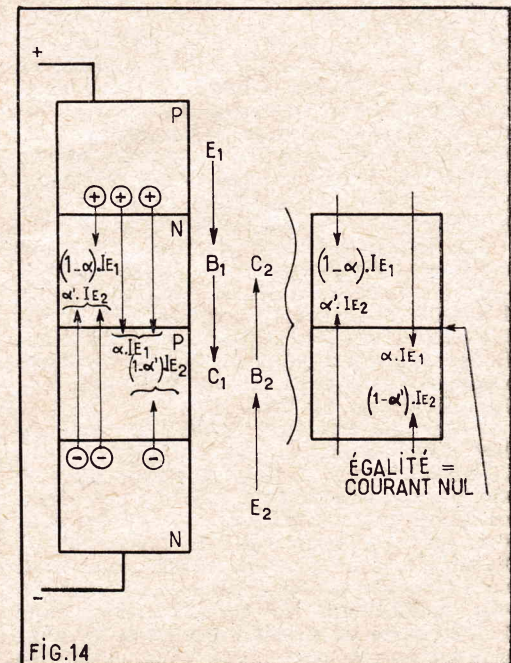 +
P
E1
+ + +
N
(1-α).IE1
B1 C2
(1-α).IE1
α'.IE2
α'.IE2
A
P
α.IE1
α.IE1
(1-α').IE2
C1 B2
(1-α').IE2
- - -
ÉGALITÉ =
COURANT NUL
E2
N
-
FIG.14